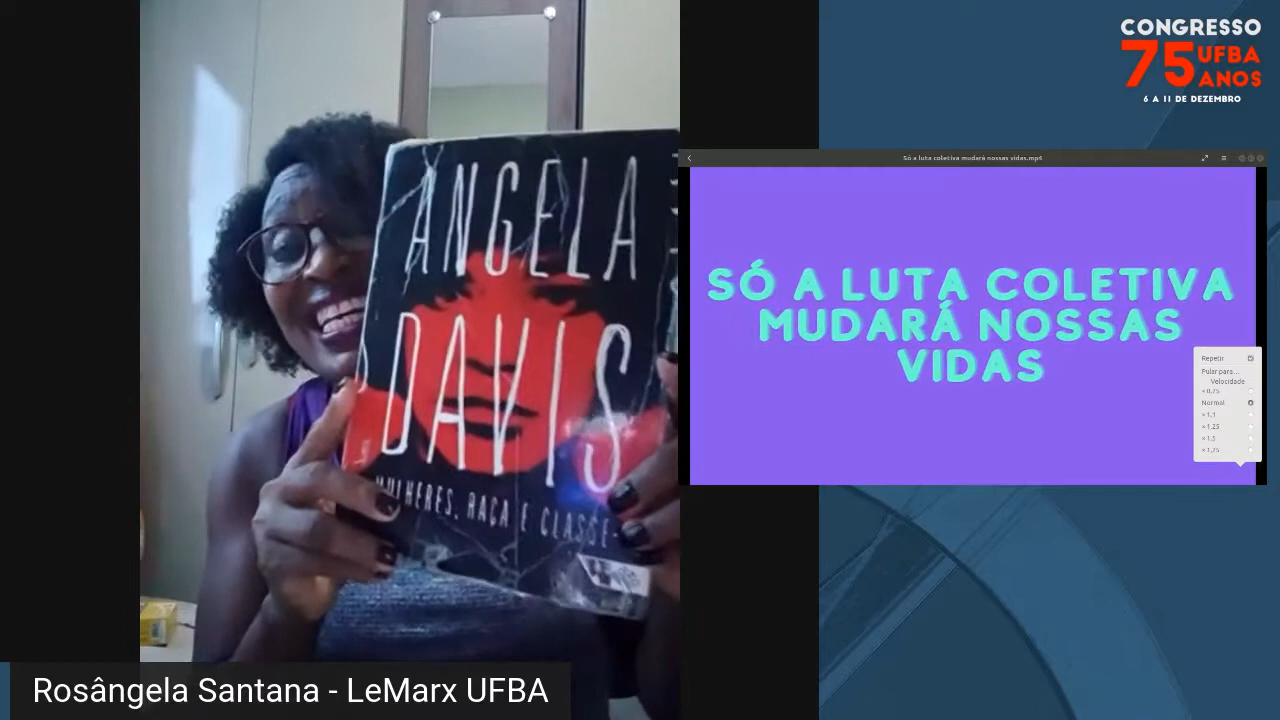 CONGRESSO
75 UFBA
ANOS
6 A 11 DE DEZEMBRO
Só a luta coletiva mudará nossas vidas.mp4
ANGELA
DAVIS
MULHERES, RAÇA E CLASSE
SÓ A LUTA COLETIVA
MUDARÁ NOSSAS
VIDAS
Repetir
Pular para...
Velocidade
× 0,75
Normal
× 1,1
× 1,25
× 1,5
× 1,75
Rosângela Santana - LeMarx UFBA